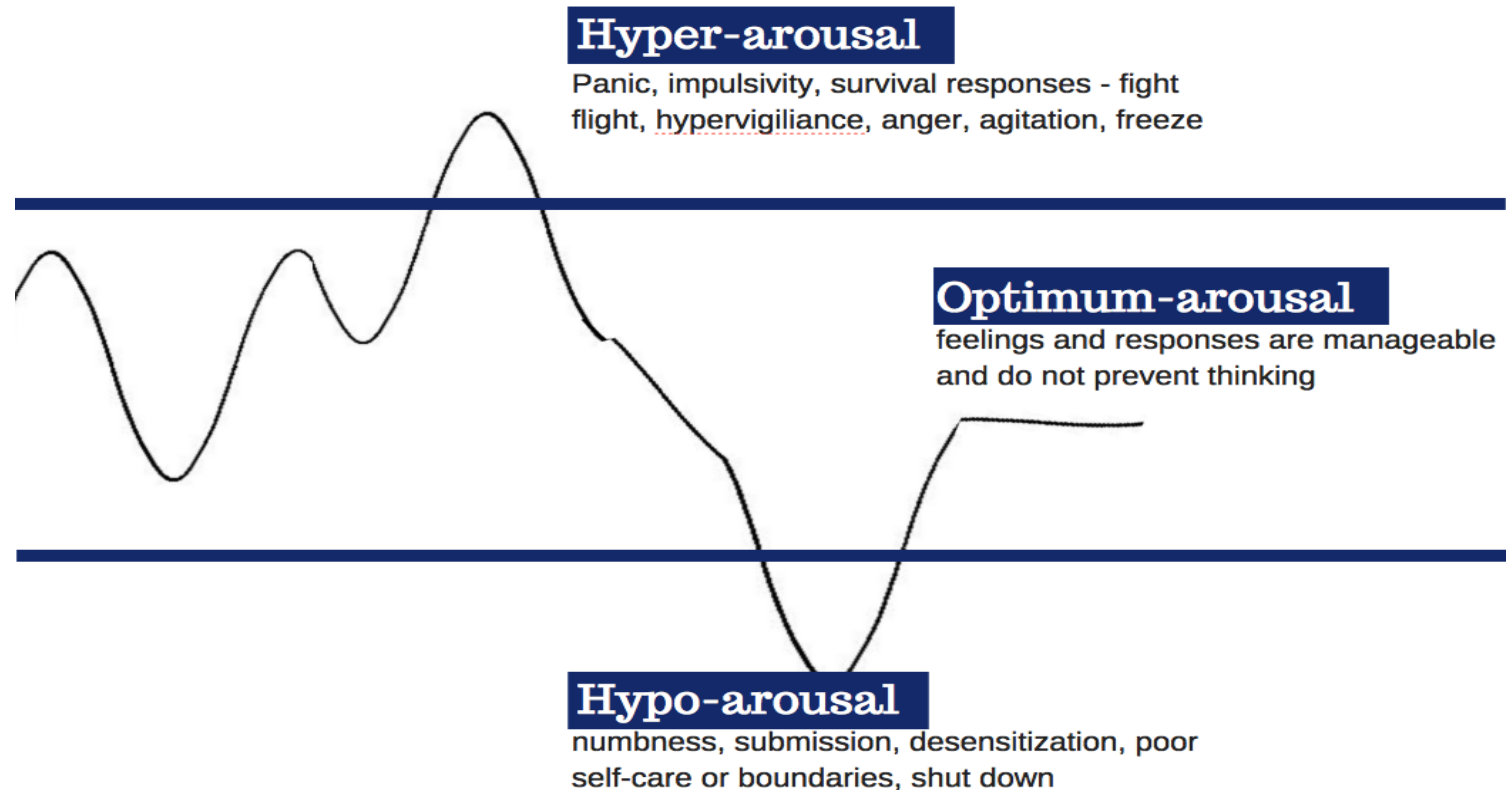 Hyper-arousal
Panic, impulsivity, survival responses - fight
flight, hypervigiliance, anger, agitation, freeze
Optimum-arousal
feelings and responses are manageable
and do not prevent thinking
Hypo-arousal
numbness, submission, desensitization, poor
self-care or boundaries, shut down